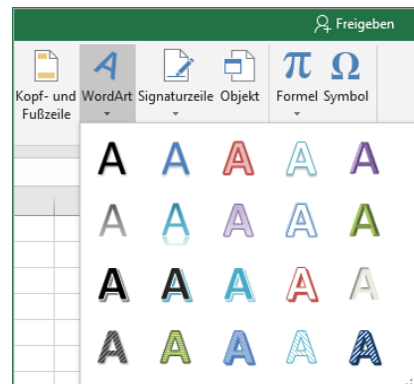 Freigeben
Kopf- und Fußzeile
WordArt
Signaturzeile
Objekt
Formel
Symbol
π Ω
A
A A A A A
A A A A A
A A A A A
A A A A A